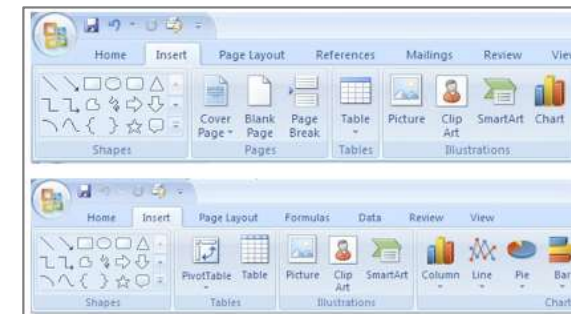 Home Insert Page Layout References Mailings Review View
Cover Page Blank Page Page Break Table Picture Clip Art SmartArt Chart
Shapes Pages Tables Illustrations
Home Insert Page Layout Formulas Data Review View
PivotTable Table Picture Clip Art SmartArt Column Line Pie Bar
Shapes Tables Illustrations Chart